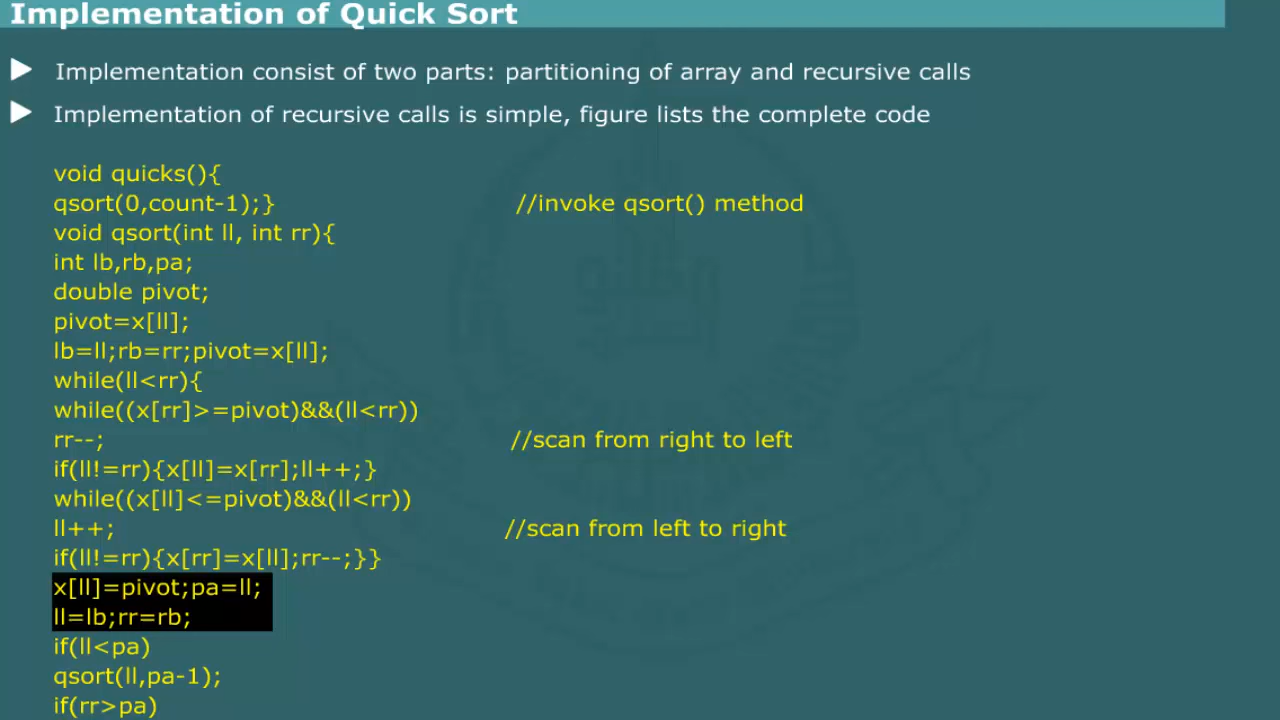 Implementation of Quick Sort
Implementation consist of two parts: partitioning of array and recursive calls
Implementation of recursive calls is simple, figure lists the complete code
void quicks(){
qsort(0,count-1);} //invoke qsort() method
void qsort(int ll, int rr){
int lb,rb,pa;
double pivot;
pivot=x[ll];
lb=ll;rb=rr;pivot=x[ll];
while(ll<rr){
while((x[rr]>=pivot)&&(ll<rr))
rr--; //scan from right to left
if(ll!=rr){x[ll]=x[rr];ll++;}
while((x[ll]<=pivot)&&(ll<rr))
ll++; //scan from left to right
if(ll!=rr){x[rr]=x[ll];rr--;}}
x[ll]=pivot;pa=ll;
ll=lb;rr=rb;
if(ll<pa)
qsort(ll,pa-1);
if(rr>pa)